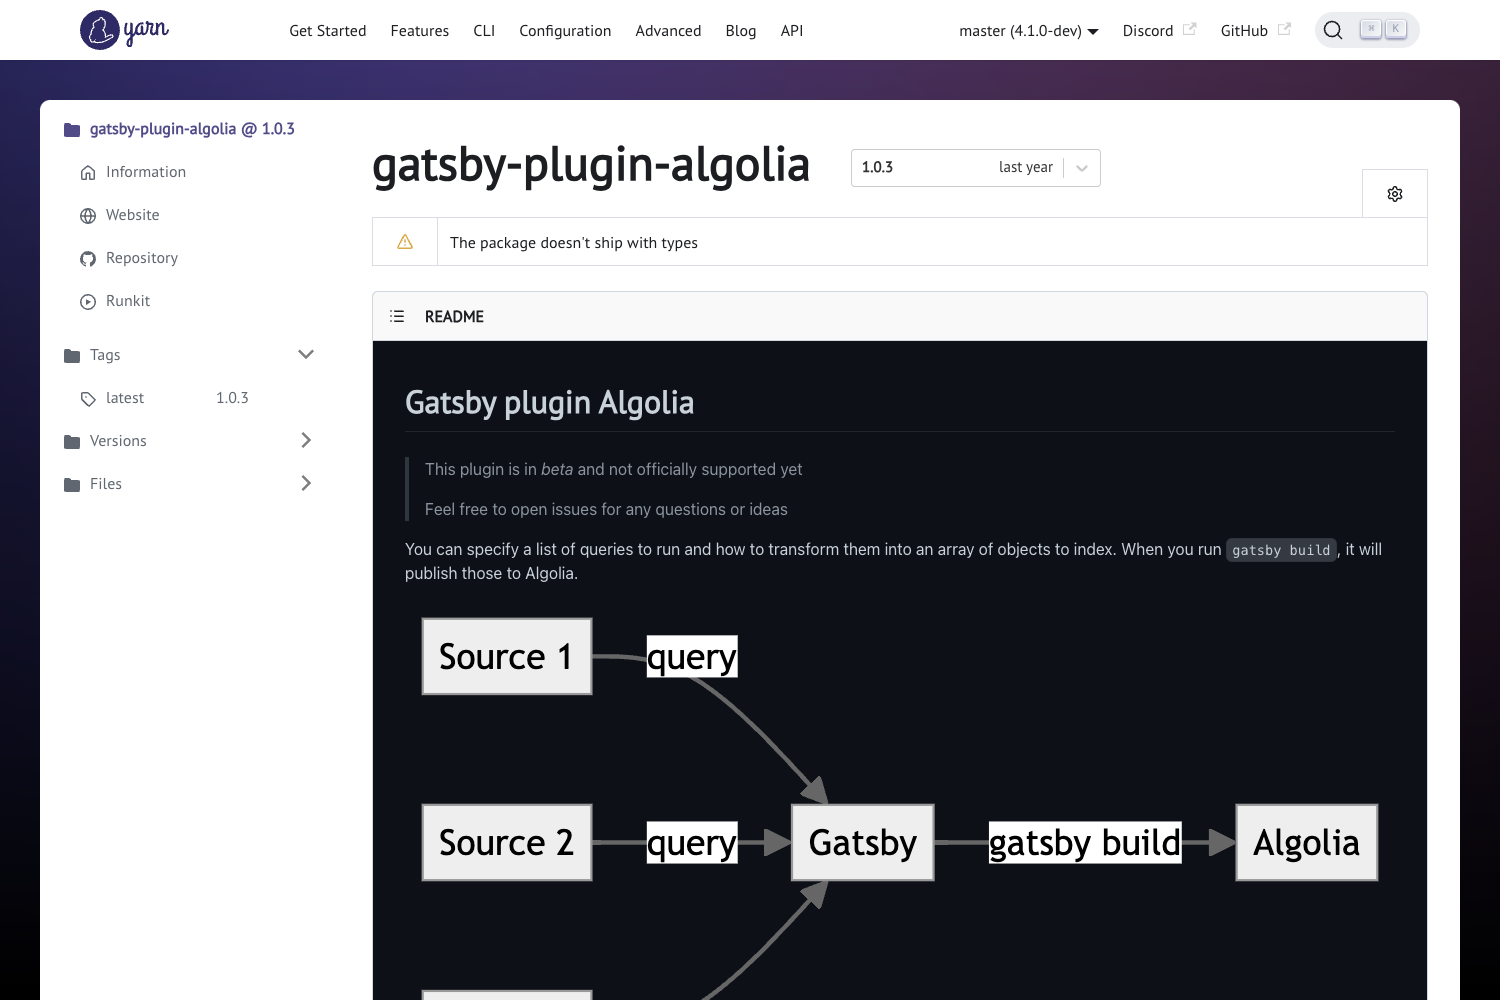 yarn
Get Started Features CLI Configuration Advanced Blog API
master (4.1.0-dev) Discord GitHub ⌘ K
gatsby-plugin-algolia @ 1.0.3
Information
Website
Repository
Runkit
Tags
latest 1.0.3
Versions
Files
gatsby-plugin-algolia
1.0.3 last year
The package doesn't ship with types
README
Gatsby plugin Algolia
This plugin is in beta and not officially supported yet
Feel free to open issues for any questions or ideas
You can specify a list of queries to run and how to transform them into an array of objects to index. When you run gatsby build, it will
publish those to Algolia.
Source 1 query
Source 2 query Gatsby gatsby build Algolia